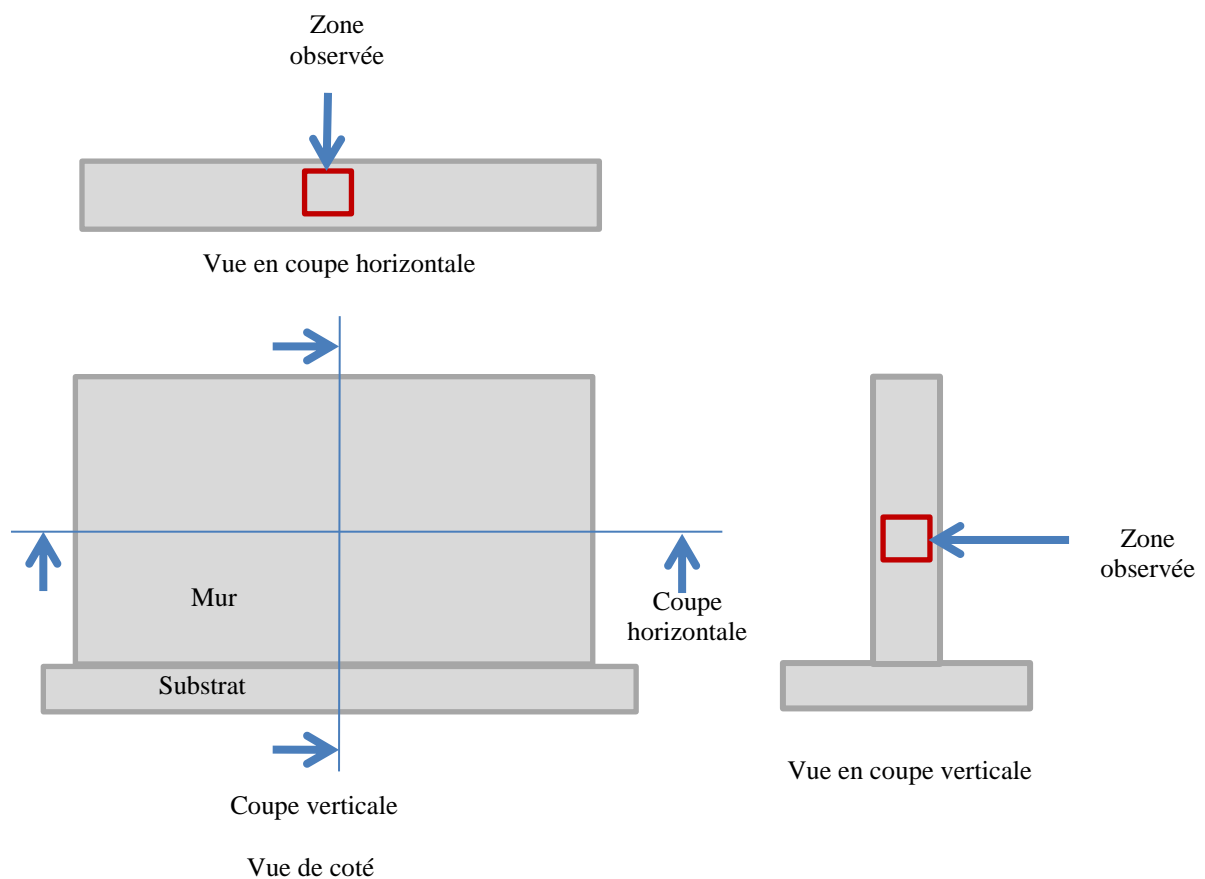 Zone
observée
Vue en coupe horizontale
Mur
Coupe
horizontale
Zone
observée
Substrat
Vue en coupe verticale
Coupe verticale
Vue de coté